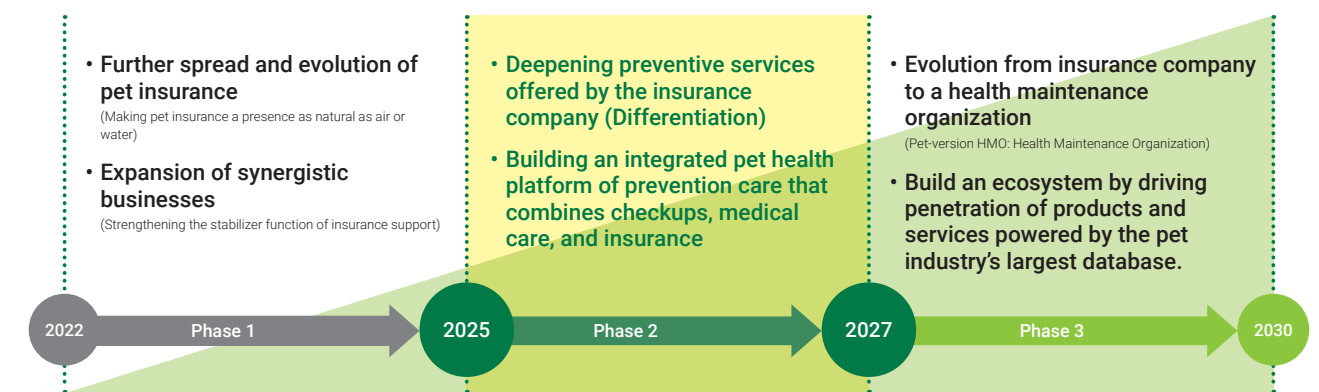 • Further spread and evolution of
pet insurance
(Making pet insurance a presence as natural as air or
water)
• Expansion of synergistic
businesses
(Strengthening the stabilizer function of insurance support)
• Deepening preventive services
offered by the insurance
company (Differentiation)
• Building an integrated pet health
platform of prevention care that
combines checkups, medical
care, and insurance
• Evolution from insurance company
to a health maintenance
organization
(Pet-version HMO: Health Maintenance Organization)
• Build an ecosystem by driving
penetration of products and
services powered by the pet
industry’s largest database.
2022
Phase 1
2025
Phase 2
2027
Phase 3
2030